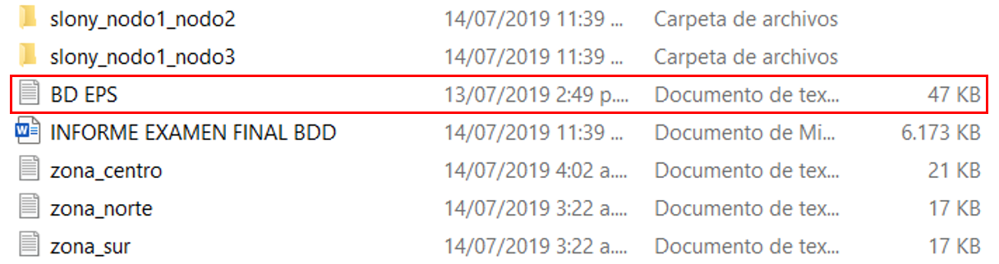 slony_nodo1_nodo2 14/07/2019 11:39 ... Carpeta de archivos
slony_nodo1_nodo3 14/07/2019 11:39 ... Carpeta de archivos
BD EPS 13/07/2019 2:49 p.... Documento de tex... 47 KB
INFORME EXAMEN FINAL BDD 14/07/2019 11:39 ... Documento de Mi... 6.173 KB
zona_centro 14/07/2019 4:02 a.... Documento de tex... 21 KB
zona_norte 14/07/2019 3:22 a.... Documento de tex... 17 KB
zona_sur 14/07/2019 3:22 a.... Documento de tex... 17 KB